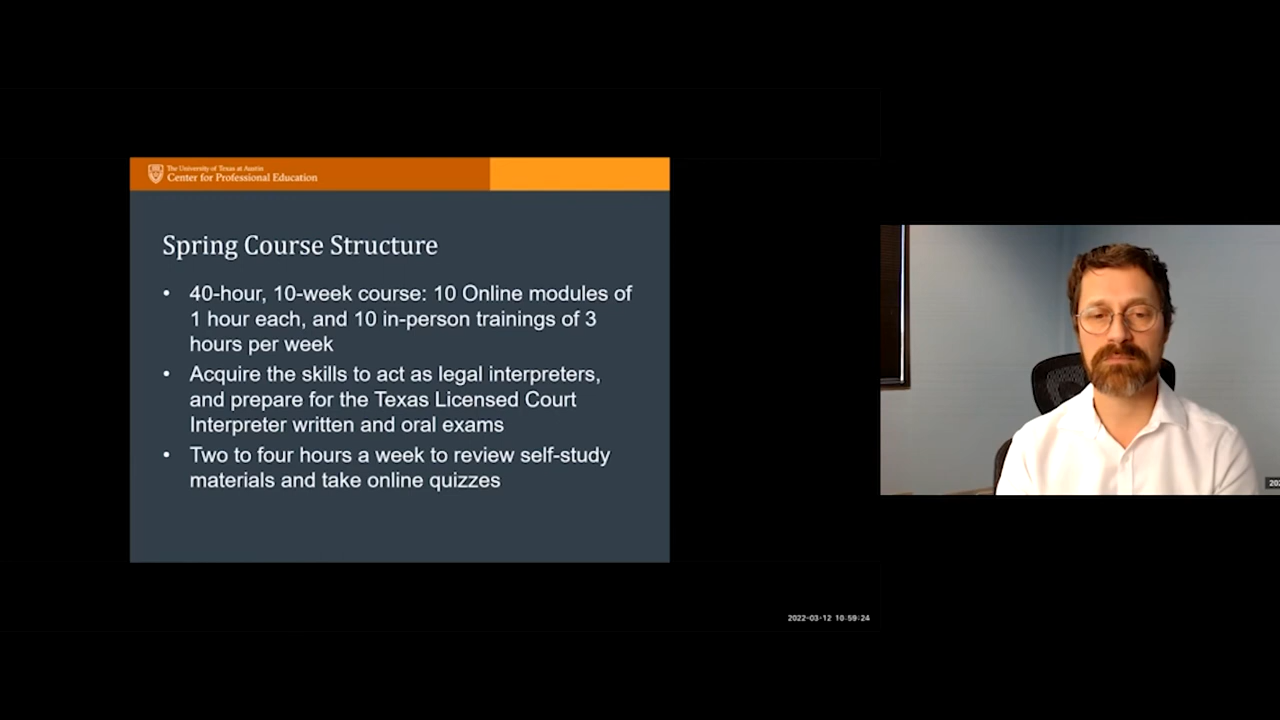 The University of Texas at Austin
Center for Professional Education
Spring Course Structure
• 40-hour, 10-week course: 10 Online modules of
1 hour each, and 10 in-person trainings of 3
hours per week
• Acquire the skills to act as legal interpreters,
and prepare for the Texas Licensed Court
Interpreter written and oral exams
• Two to four hours a week to review self-study
materials and take online quizzes
2022-03-12 10:59:24